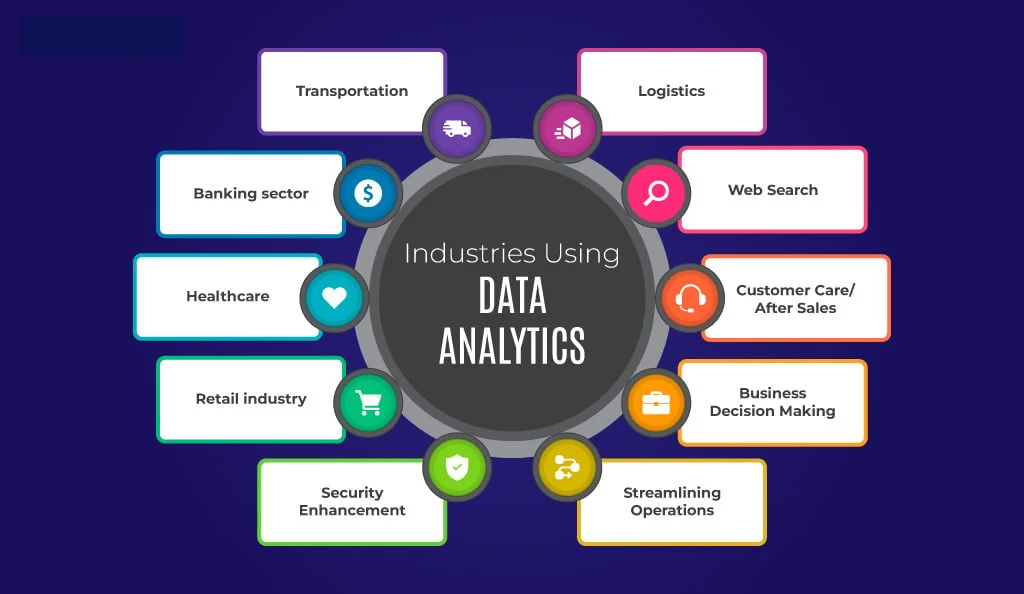 Industries Using
DATA
ANALYTICS
Transportation
Banking sector
Healthcare
Retail industry
Security
Enhancement
Logistics
Web Search
Customer Care/
After Sales
Business
Decision Making
Streamlining
Operations
$